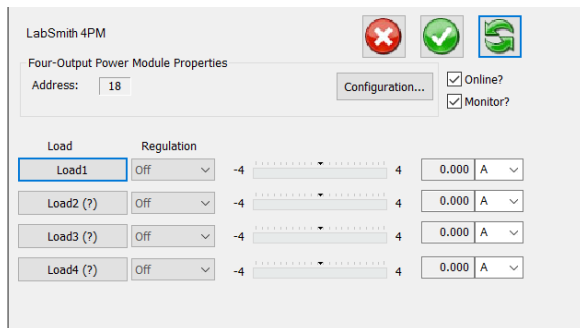 LabSmith 4PM
Four-Output Power Module Properties
Address: 18
Configuration...
Online?
Monitor?
Load Regulation
Load1 Off -4 4 0.000 A
Load2 (?) Off -4 4 0.000 A
Load3 (?) Off -4 4 0.000 A
Load4 (?) Off -4 4 0.000 A